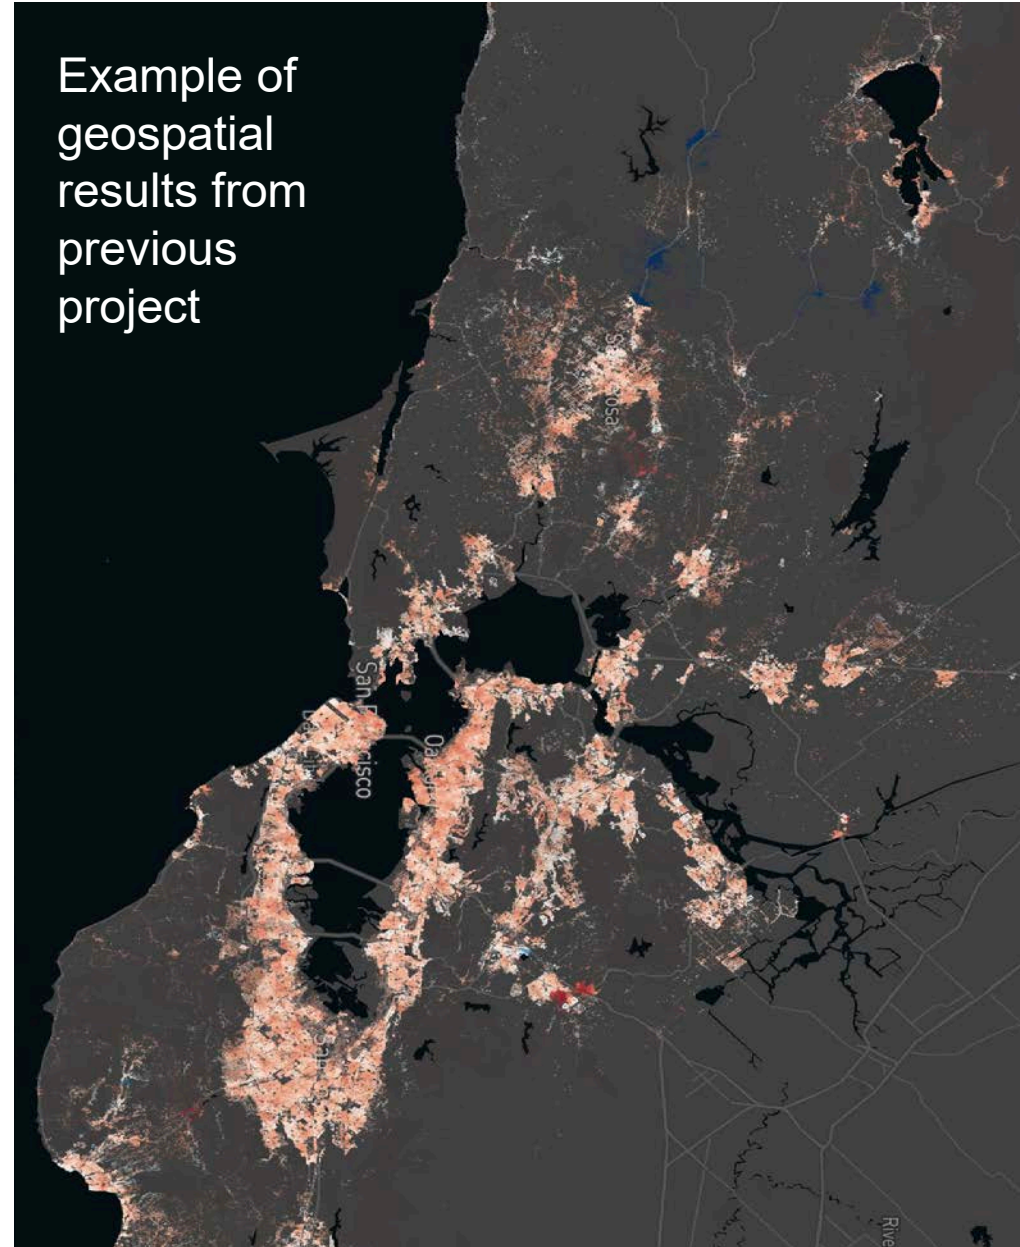 Example of
geospatial
results from
previous
project
San Francisco